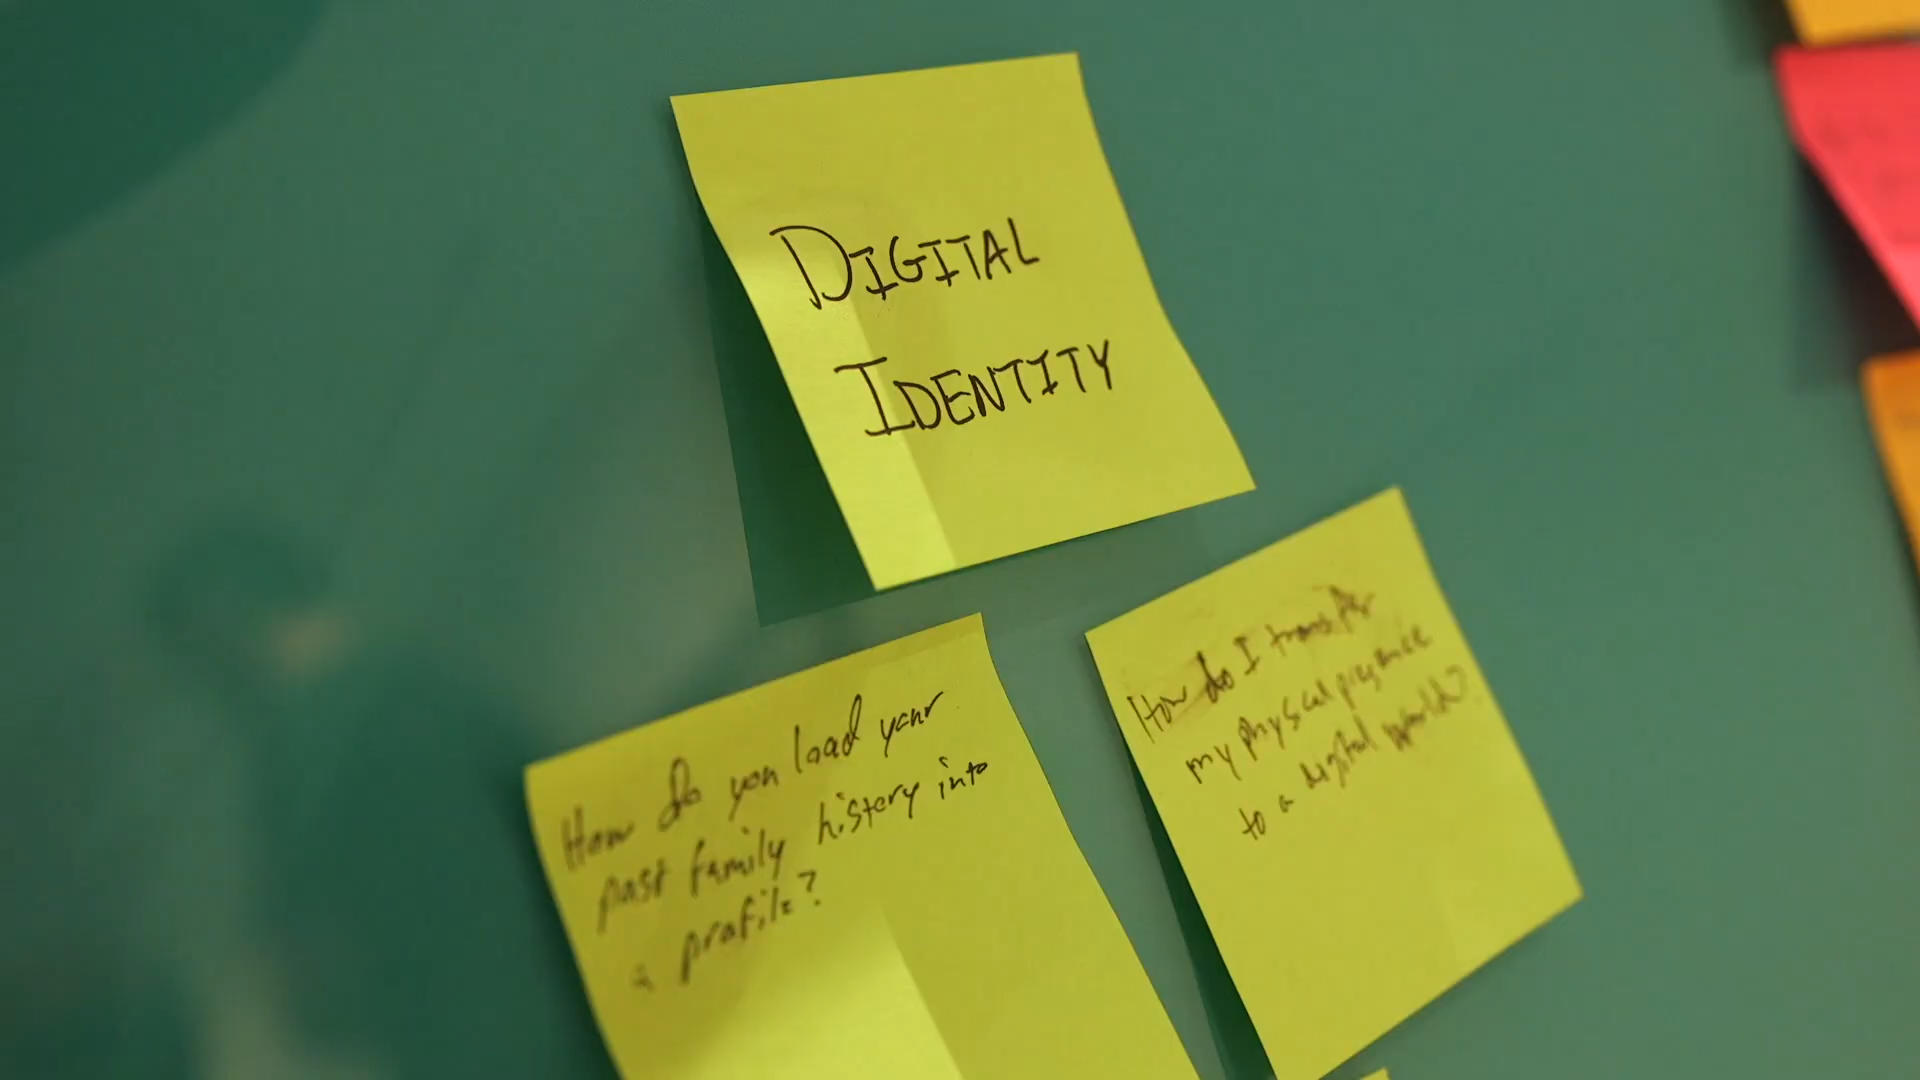 DIGITAL
IDENTITY
How do you load your
past family history into
a profile?
How do I transfer
my physical presence
to a digital world?